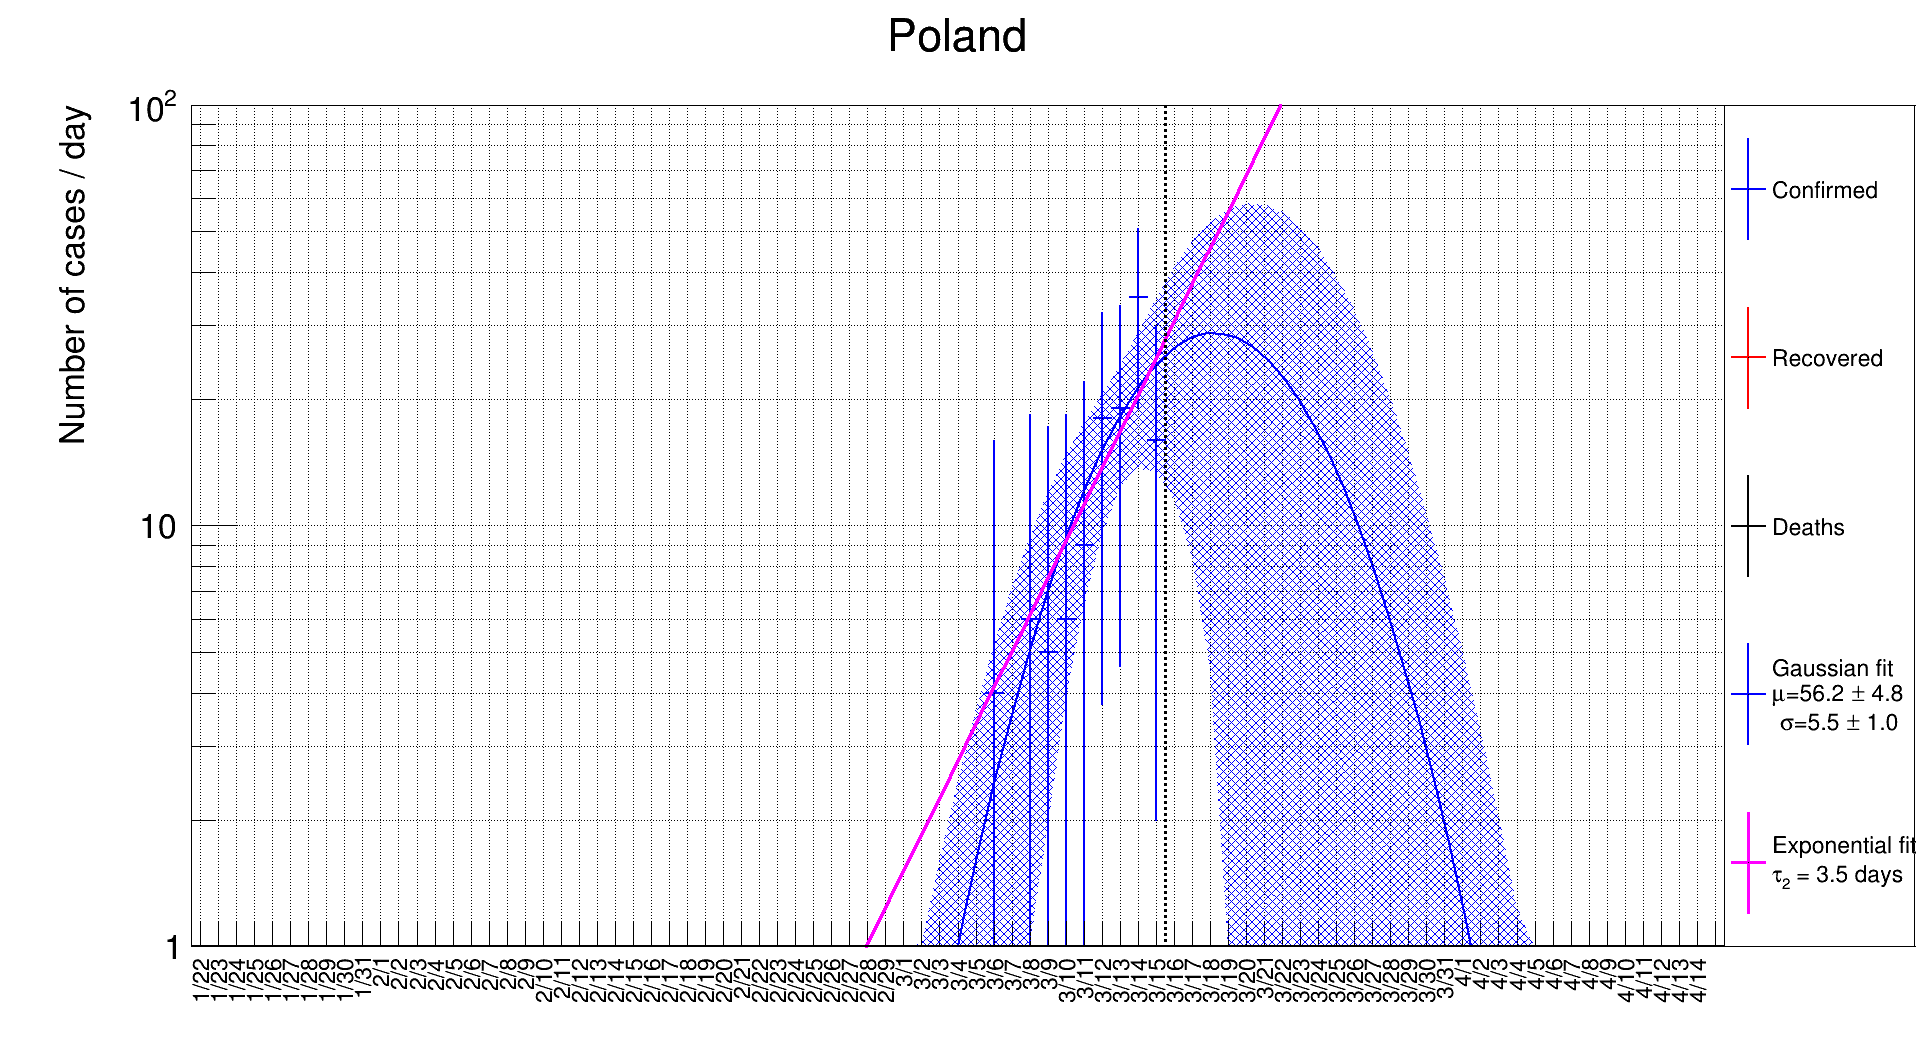 Poland
Number of cases / day
10²
10
1
1/22 1/23 1/24 1/25 1/26 1/27 1/28 1/29 1/30 1/31 2/1 2/2 2/3 2/4 2/5 2/6 2/7 2/8 2/9 2/10 2/11 2/12 2/13 2/14 2/15 2/16 2/17 2/18 2/19 2/20 2/21 2/22 2/23 2/24 2/25 2/26 2/27 2/28 2/29 3/1 3/2 3/3 3/4 3/5 3/6 3/7 3/8 3/9 3/10 3/11 3/12 3/13 3/14 3/15 3/16 3/17 3/18 3/19 3/20 3/21 3/22 3/23 3/24 3/25 3/26 3/27 3/28 3/29 3/30 3/31 4/1 4/2 4/3 4/4 4/5 4/6 4/7 4/8 4/9 4/10 4/11 4/12 4/13 4/14
Confirmed
Recovered
Deaths
Gaussian fit
μ=56.2 ± 4.8
σ=5.5 ± 1.0
Exponential fit
τ₂ = 3.5 days